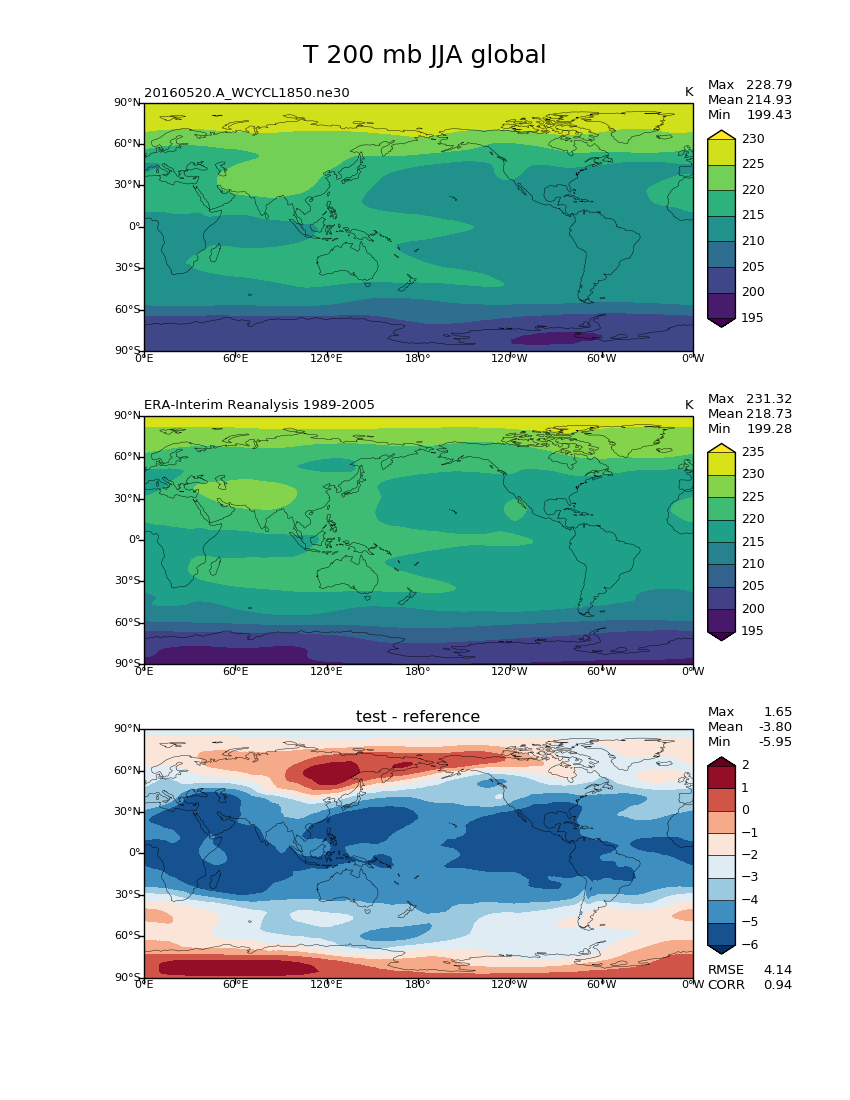 T 200 mb JJA global
20160520.A_WCYCL1850.ne30
K
Max 228.79
Mean 214.93
Min 199.43
90°N
60°N
30°N
0°
30°S
60°S
90°S
0°E 60°E 120°E 180° 120°W 60°W 0°W
230
225
220
215
210
205
200
195
ERA-Interim Reanalysis 1989-2005
K
Max 231.32
Mean 218.73
Min 199.28
90°N
60°N
30°N
0°
30°S
60°S
90°S
0°E 60°E 120°E 180° 120°W 60°W 0°W
235
230
225
220
215
210
205
200
195
test - reference
Max 1.65
Mean -3.80
Min -5.95
90°N
60°N
30°N
0°
30°S
60°S
90°S
0°E 60°E 120°E 180° 120°W 60°W 0°W
2
1
0
−1
−2
−3
−4
−5
−6
RMSE 4.14
CORR 0.94